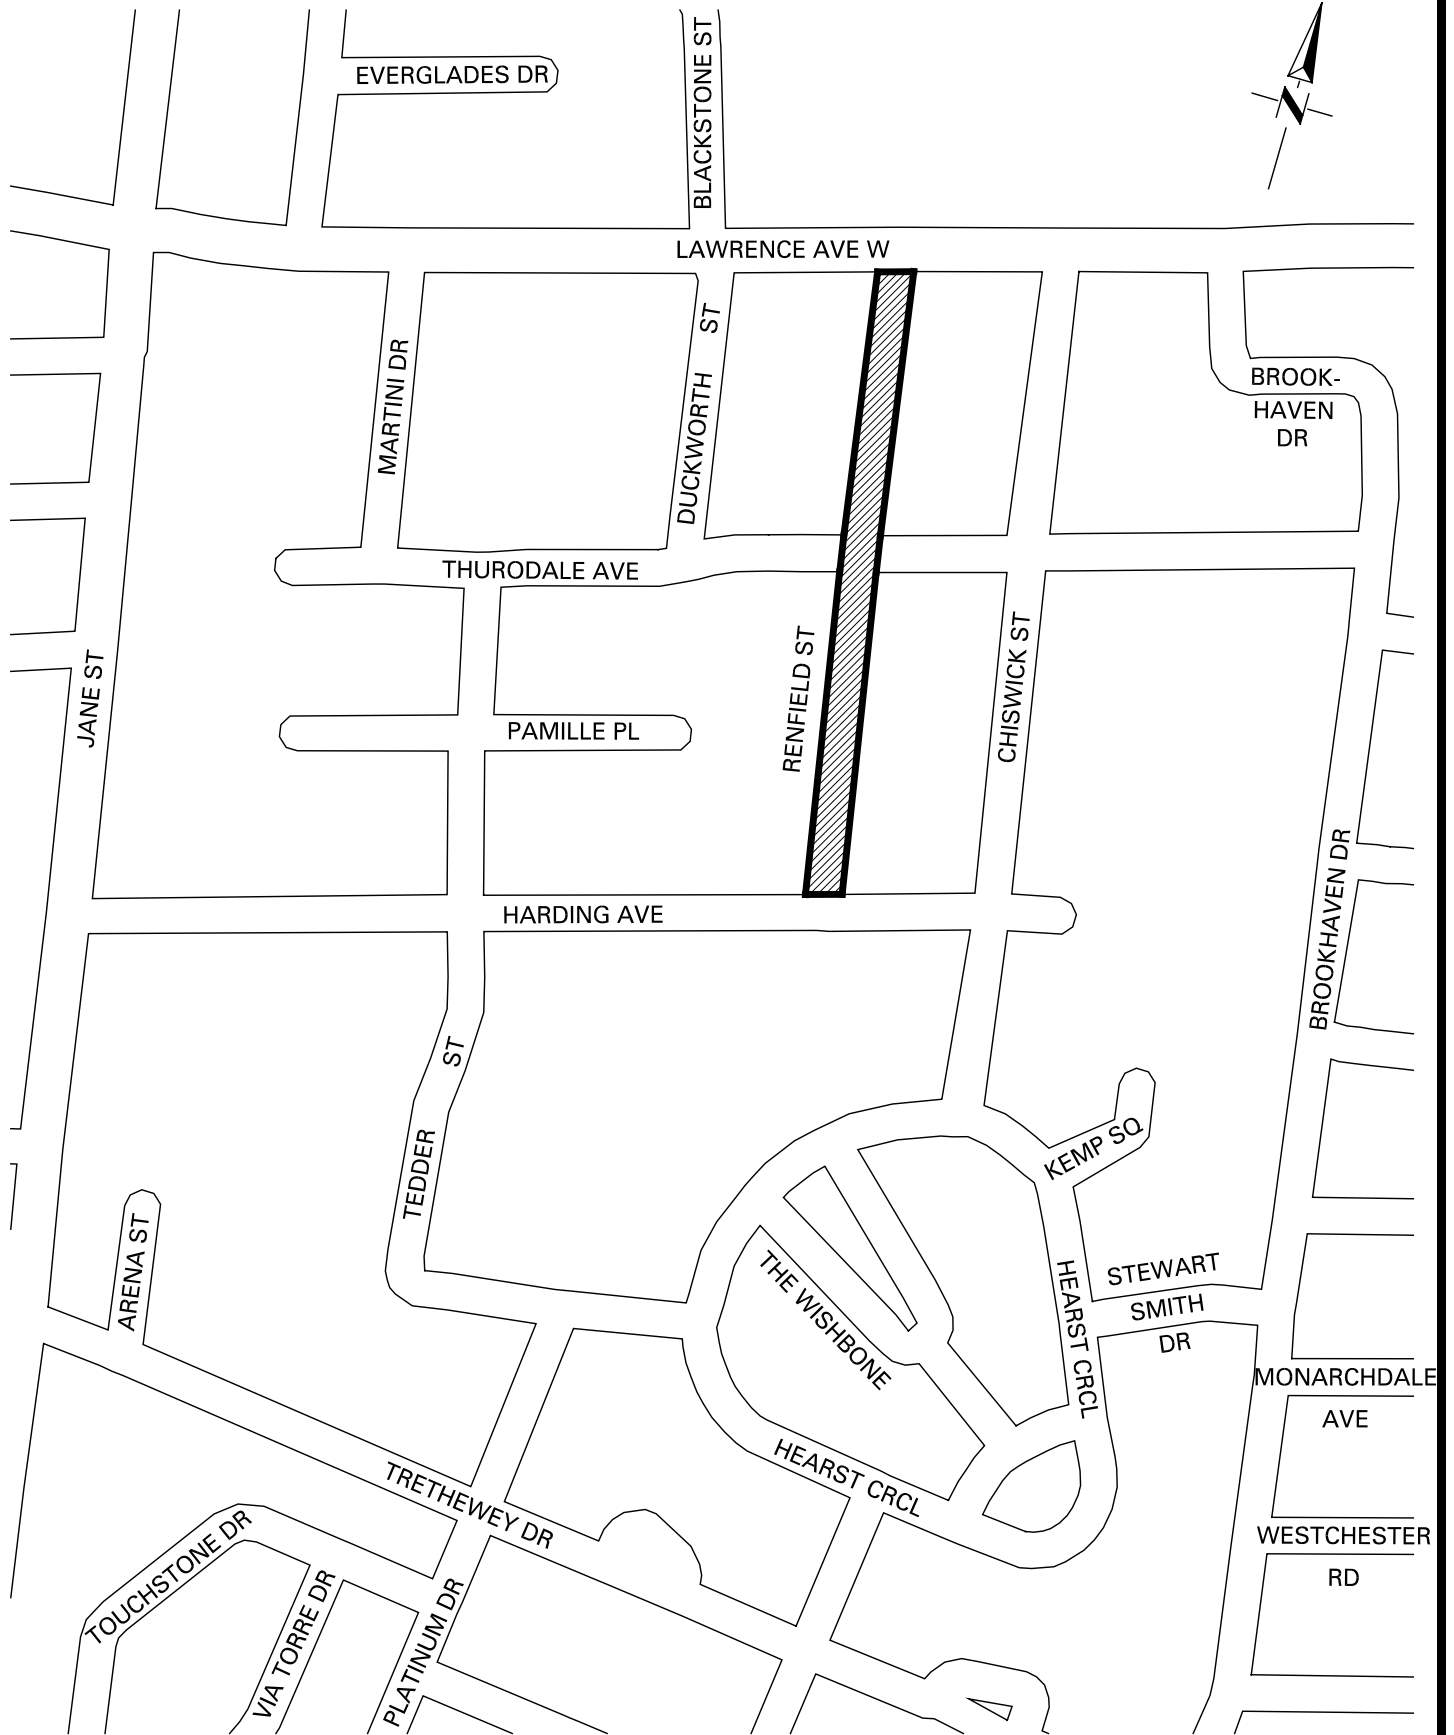 EVERGLADES DR
BLACKSTONE ST
N
LAWRENCE AVE W
MARTINI DR
DUCKWORTH ST
BROOK-
HAVEN
DR
THURODALE AVE
JANE ST
RENFIELD ST
CHISWICK ST
PAMILLE PL
BROOKHAVEN DR
HARDING AVE
TEDDER ST
KEMP SQ
ARENA ST
THE WISHBONE
HEARST CRCL
STEWART
SMITH
DR
MONARCHDALE
AVE
HEARST CRCL
TRETHEWEY DR
TOUCHSTONE DR
VIA TORRE DR
PLATINUM DR
WESTCHESTER
RD